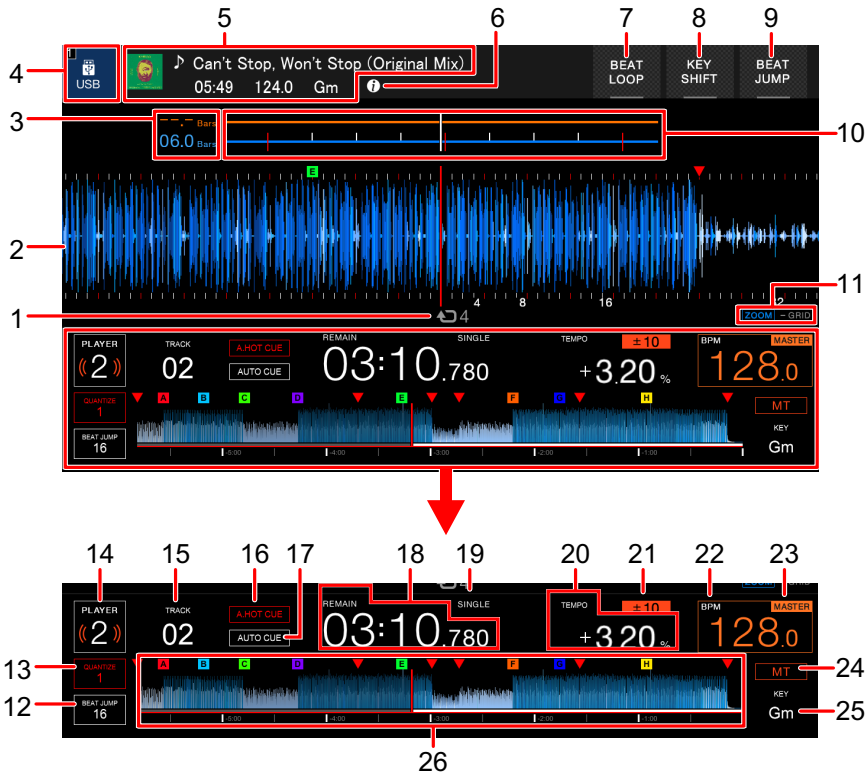 5 6 7 8 9
4
1
USB
♪ Can't Stop, Won't Stop (Original Mix)
05:49 124.0 Gm i
BEAT LOOP
KEY SHIFT
BEAT JUMP
3
--.- Bars
06.0 Bars
10
E
2
11
4 8 16 32
1
4
ZOOM – GRID
PLAYER
2
TRACK
02
A.HOT CUE
AUTO CUE
REMAIN SINGLE
03:10.780
TEMPO ±10
+3.20 %
BPM MASTER
128.0
QUANTIZE
1
BEAT JUMP
16
A B C D E F G H
-5:00 -4:00 -3:00 -2:00 -1:00
MT
KEY
Gm
14 15 16 17 18 19 20 21 22 23
4
ZOOM – GRID
PLAYER
2
TRACK
02
A.HOT CUE
AUTO CUE
REMAIN SINGLE
03:10.780
TEMPO ±10
+3.20 %
BPM MASTER
128.0
13
QUANTIZE
1
12
BEAT JUMP
16
A B C D E F G H
-5:00 -4:00 -3:00 -2:00 -1:00
MT
24
KEY
Gm
25
26